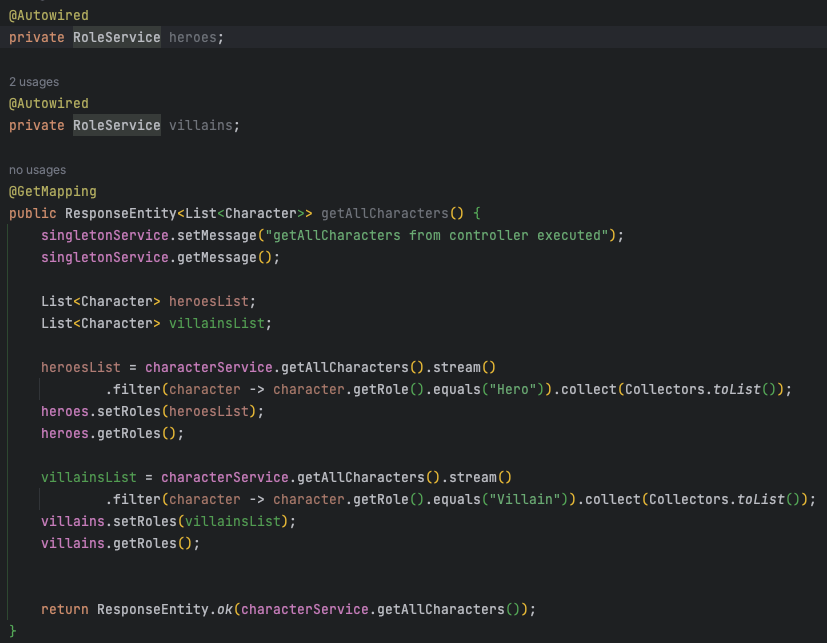 @Autowired
private RoleService heroes;
2 usages
@Autowired
private RoleService villains;
no usages
@GetMapping
public ResponseEntity<List<Character>> getAllCharacters() {
    singletonService.setMessage("getAllCharacters from controller executed");
    singletonService.getMessage();
    List<Character> heroesList;
    List<Character> villainsList;
    heroesList = characterService.getAllCharacters().stream()
            .filter(character -> character.getRole().equals("Hero")).collect(Collectors.toList());
    heroes.setRoles(heroesList);
    heroes.getRoles();
    villainsList = characterService.getAllCharacters().stream()
            .filter(character -> character.getRole().equals("Villain")).collect(Collectors.toList());
    villains.setRoles(villainsList);
    villains.getRoles();
    return ResponseEntity.ok(characterService.getAllCharacters());
}